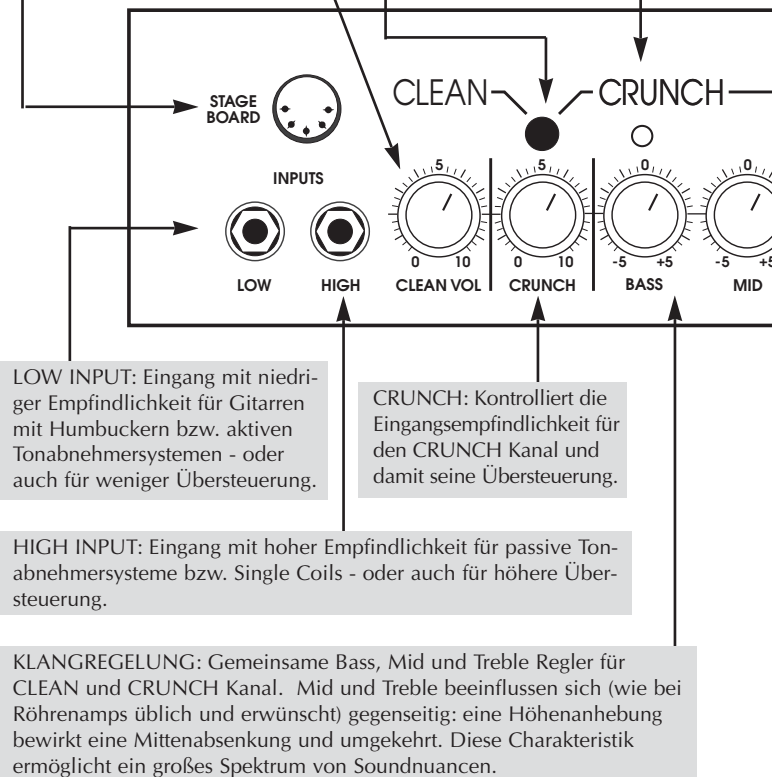 STAGE
BOARD
CLEAN
CRUNCH
INPUTS
5
5
0
0
0 10
0 10
-5 +5
-5 +5
LOW
HIGH
CLEAN VOL
CRUNCH
BASS
MID
LOW INPUT: Eingang mit niedri-
ger Empfindlichkeit für Gitarren
mit Humbuckern bzw. aktiven
Tonabnehmersystemen - oder
auch für weniger Übersteuerung.
CRUNCH: Kontrolliert die
Eingangsempfindlichkeit für
den CRUNCH Kanal und
damit seine Übersteuerung.
HIGH INPUT: Eingang mit hoher Empfindlichkeit für passive Ton-
abnehmersysteme bzw. Single Coils - oder auch für höhere Über-
steuerung.
KLANGREGELUNG: Gemeinsame Bass, Mid und Treble Regler für
CLEAN und CRUNCH Kanal.  Mid und Treble beeinflussen sich (wie bei
Röhrenamps üblich und erwünscht) gegenseitig: eine Höhenanhebung
bewirkt eine Mittenabsenkung und umgekehrt. Diese Charakteristik
ermöglicht ein großes Spektrum von Soundnuancen.